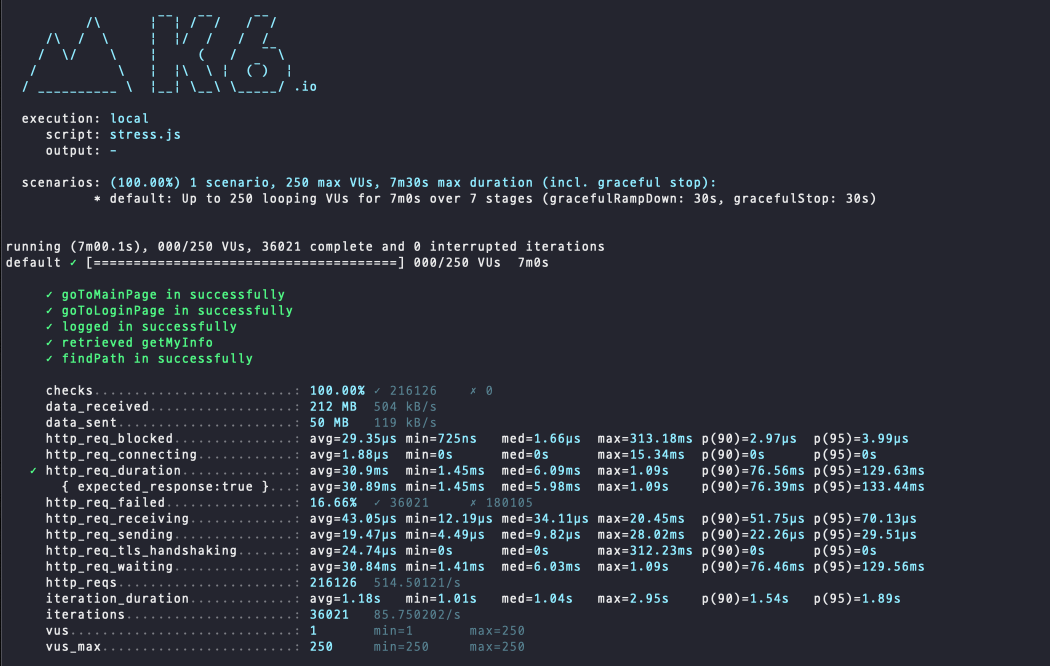 .io
execution: local
script: stress.js
output: -
scenarios: (100.00%) 1 scenario, 250 max VUs, 7m30s max duration (incl. graceful stop):
* default: Up to 250 looping VUs for 7m0s over 7 stages (gracefulRampDown: 30s, gracefulStop: 30s)
running (7m00.1s), 000/250 VUs, 36021 complete and 0 interrupted iterations
default ✓ [======================================] 000/250 VUs  7m0s
✓ goToMainPage in successfully
✓ goToLoginPage in successfully
✓ logged in successfully
✓ retrieved getMyInfo
✓ findPath in successfully
checks.........................: 100.00% ✓ 216126    ✗ 0
data_received..................: 212 MB  504 kB/s
data_sent......................: 50 MB   119 kB/s
http_req_blocked...............: avg=29.35µs min=725ns   med=1.66µs  max=313.18ms p(90)=2.97µs  p(95)=3.99µs
http_req_connecting............: avg=1.88µs  min=0s      med=0s      max=15.34ms  p(90)=0s      p(95)=0s
✓ http_req_duration..............: avg=30.9ms  min=1.45ms  med=6.09ms  max=1.09s    p(90)=76.56ms p(95)=129.63ms
{ expected_response:true }...: avg=30.89ms min=1.45ms  med=5.98ms  max=1.09s    p(90)=76.39ms p(95)=133.44ms
http_req_failed................: 16.66%  ✓ 36021     ✗ 180105
http_req_receiving.............: avg=43.05µs min=12.19µs med=34.11µs max=20.45ms  p(90)=51.75µs p(95)=70.13µs
http_req_sending...............: avg=19.47µs min=4.49µs  med=9.82µs  max=28.02ms  p(90)=22.26µs p(95)=29.51µs
http_req_tls_handshaking.......: avg=24.74µs min=0s      med=0s      max=312.23ms p(90)=0s      p(95)=0s
http_req_waiting...............: avg=30.84ms min=1.41ms  med=6.03ms  max=1.09s    p(90)=76.46ms p(95)=129.56ms
http_reqs......................: 216126  514.50121/s
iteration_duration.............: avg=1.18s   min=1.01s   med=1.04s   max=2.95s    p(90)=1.54s   p(95)=1.89s
iterations.....................: 36021   85.750202/s
vus............................: 1       min=1       max=250
vus_max........................: 250     min=250     max=250